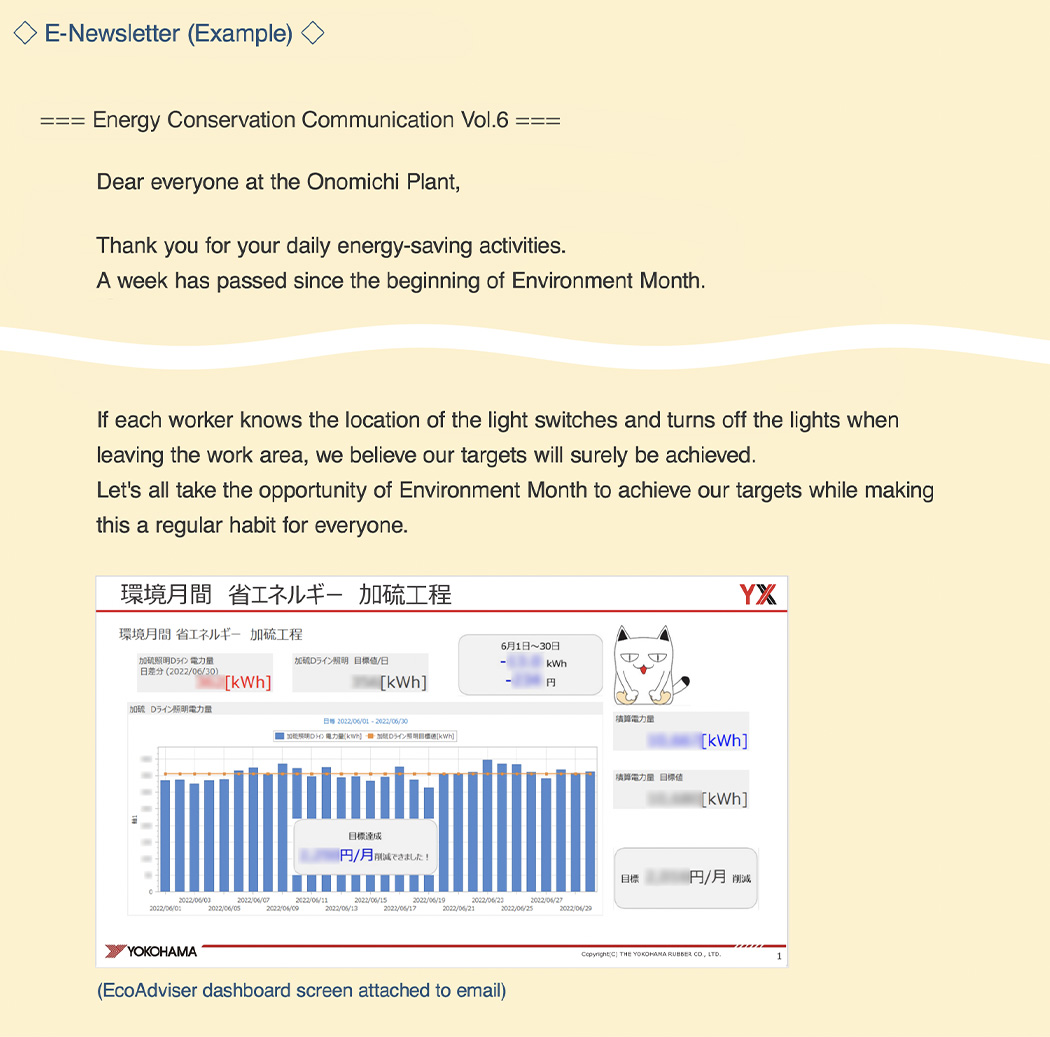 ◇ E-Newsletter (Example) ◇
=== Energy Conservation Communication Vol.6 ===
Dear everyone at the Onomichi Plant,
Thank you for your daily energy-saving activities.
A week has passed since the beginning of Environment Month.
If each worker knows the location of the light switches and turns off the lights when
leaving the work area, we believe our targets will surely be achieved.
Let's all take the opportunity of Environment Month to achieve our targets while making
this a regular habit for everyone.
環境月間 省エネルギー 加硫工程
YX
環境月間 省エネルギー 加硫工程
加硫照明Dライン 電力量
日差分 (2022/06/30)
[kWh]
加硫Dライン照明 目標値/日
[kWh]
6月1日～30日
kWh
円
加硫 Dライン照明電力量
日報 2022/06/01 - 2022/06/30
加硫照明Dライン 電力量[kWh] 加硫Dライン照明目標値[kWh]
軸1
0
目標達成
円/月削減できました！
2022/06/03 2022/06/07 2022/06/11 2022/06/15 2022/06/19 2022/06/23 2022/06/27
2022/06/01 2022/06/05 2022/06/09 2022/06/13 2022/06/17 2022/06/21 2022/06/25 2022/06/29
積算電力量
[kWh]
積算電力量 目標値
[kWh]
目標 円/月 削減
YOKOHAMA
Copyright(C) THE YOKOHAMA RUBBER CO., LTD.
1
(EcoAdviser dashboard screen attached to email)